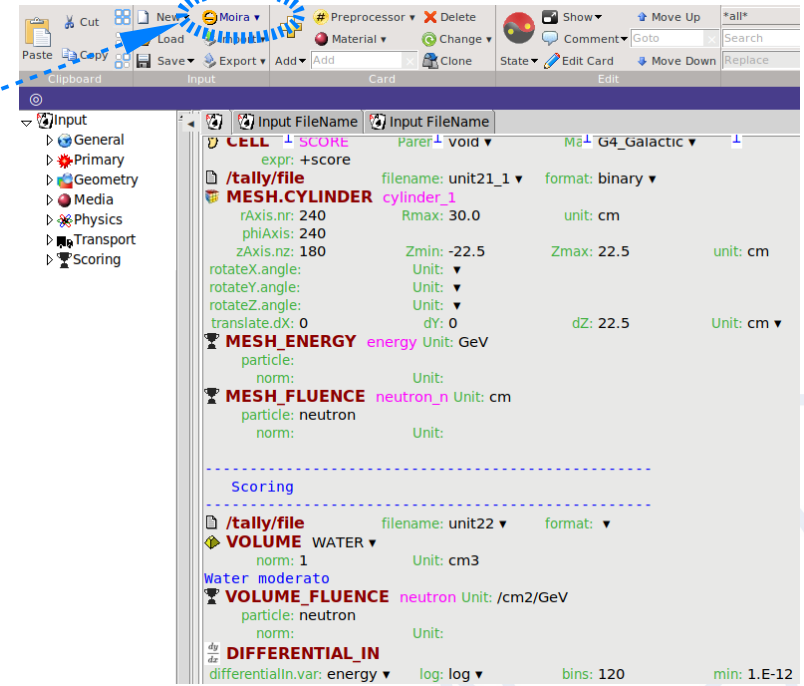 Cut New Moira # Preprocessor Delete Show Move Up *all*
Load Import Material Change Comment Goto Search
Paste Copy Save Export Add Add Clone State Edit Card Move Down Replace
Clipboard Input Card Edit
Input Input FileName Input FileName
General
Primary
Geometry
Media
Physics
Transport
Scoring
CELL SCORE void G4_Galactic
expr: +score
/tally/file filename: unit21_1 format: binary
MESH.CYLINDER cylinder_1
rAxis.nr: 240 Rmax: 30.0 unit: cm
phiAxis: 240
zAxis.nz: 180 Zmin: -22.5 Zmax: 22.5 unit: cm
rotateX.angle: Unit:
rotateY.angle: Unit:
rotateZ.angle: Unit:
translate.dX: 0 dY: 0 dZ: 22.5 Unit: cm
MESH_ENERGY energy Unit: GeV
particle:
norm: Unit:
MESH_FLUENCE neutron_n Unit: cm
particle: neutron
norm: Unit:
Scoring
/tally/file filename: unit22 format:
VOLUME WATER
norm: 1 Unit: cm3
Water moderato
VOLUME_FLUENCE neutron Unit: /cm2/GeV
particle: neutron
norm: Unit:
dy/dx DIFFERENTIAL_IN
differentialIn.var: energy log: log bins: 120 min: 1.E-12